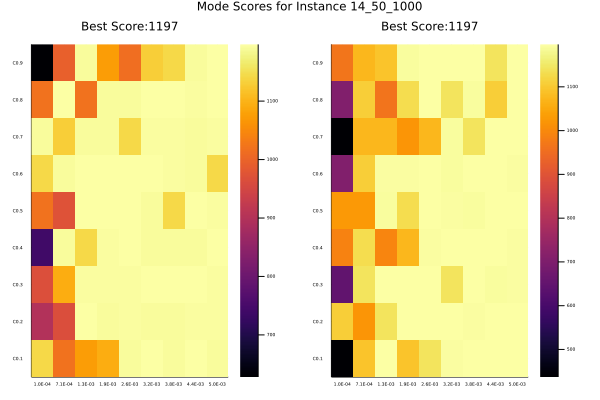 Mode Scores for Instance 14_50_1000
Best Score:1197
C0.9
C0.8
C0.7
C0.6
C0.5
C0.4
C0.3
C0.2
C0.1
1.0E-04 7.1E-04 1.3E-03 1.9E-03 2.6E-03 3.2E-03 3.8E-03 4.4E-03 5.0E-03
1100
1000
900
800
700
Best Score:1197
C0.9
C0.8
C0.7
C0.6
C0.5
C0.4
C0.3
C0.2
C0.1
1.0E-04 7.1E-04 1.3E-03 1.9E-03 2.6E-03 3.2E-03 3.8E-03 4.4E-03 5.0E-03
1100
1000
900
800
700
600
500